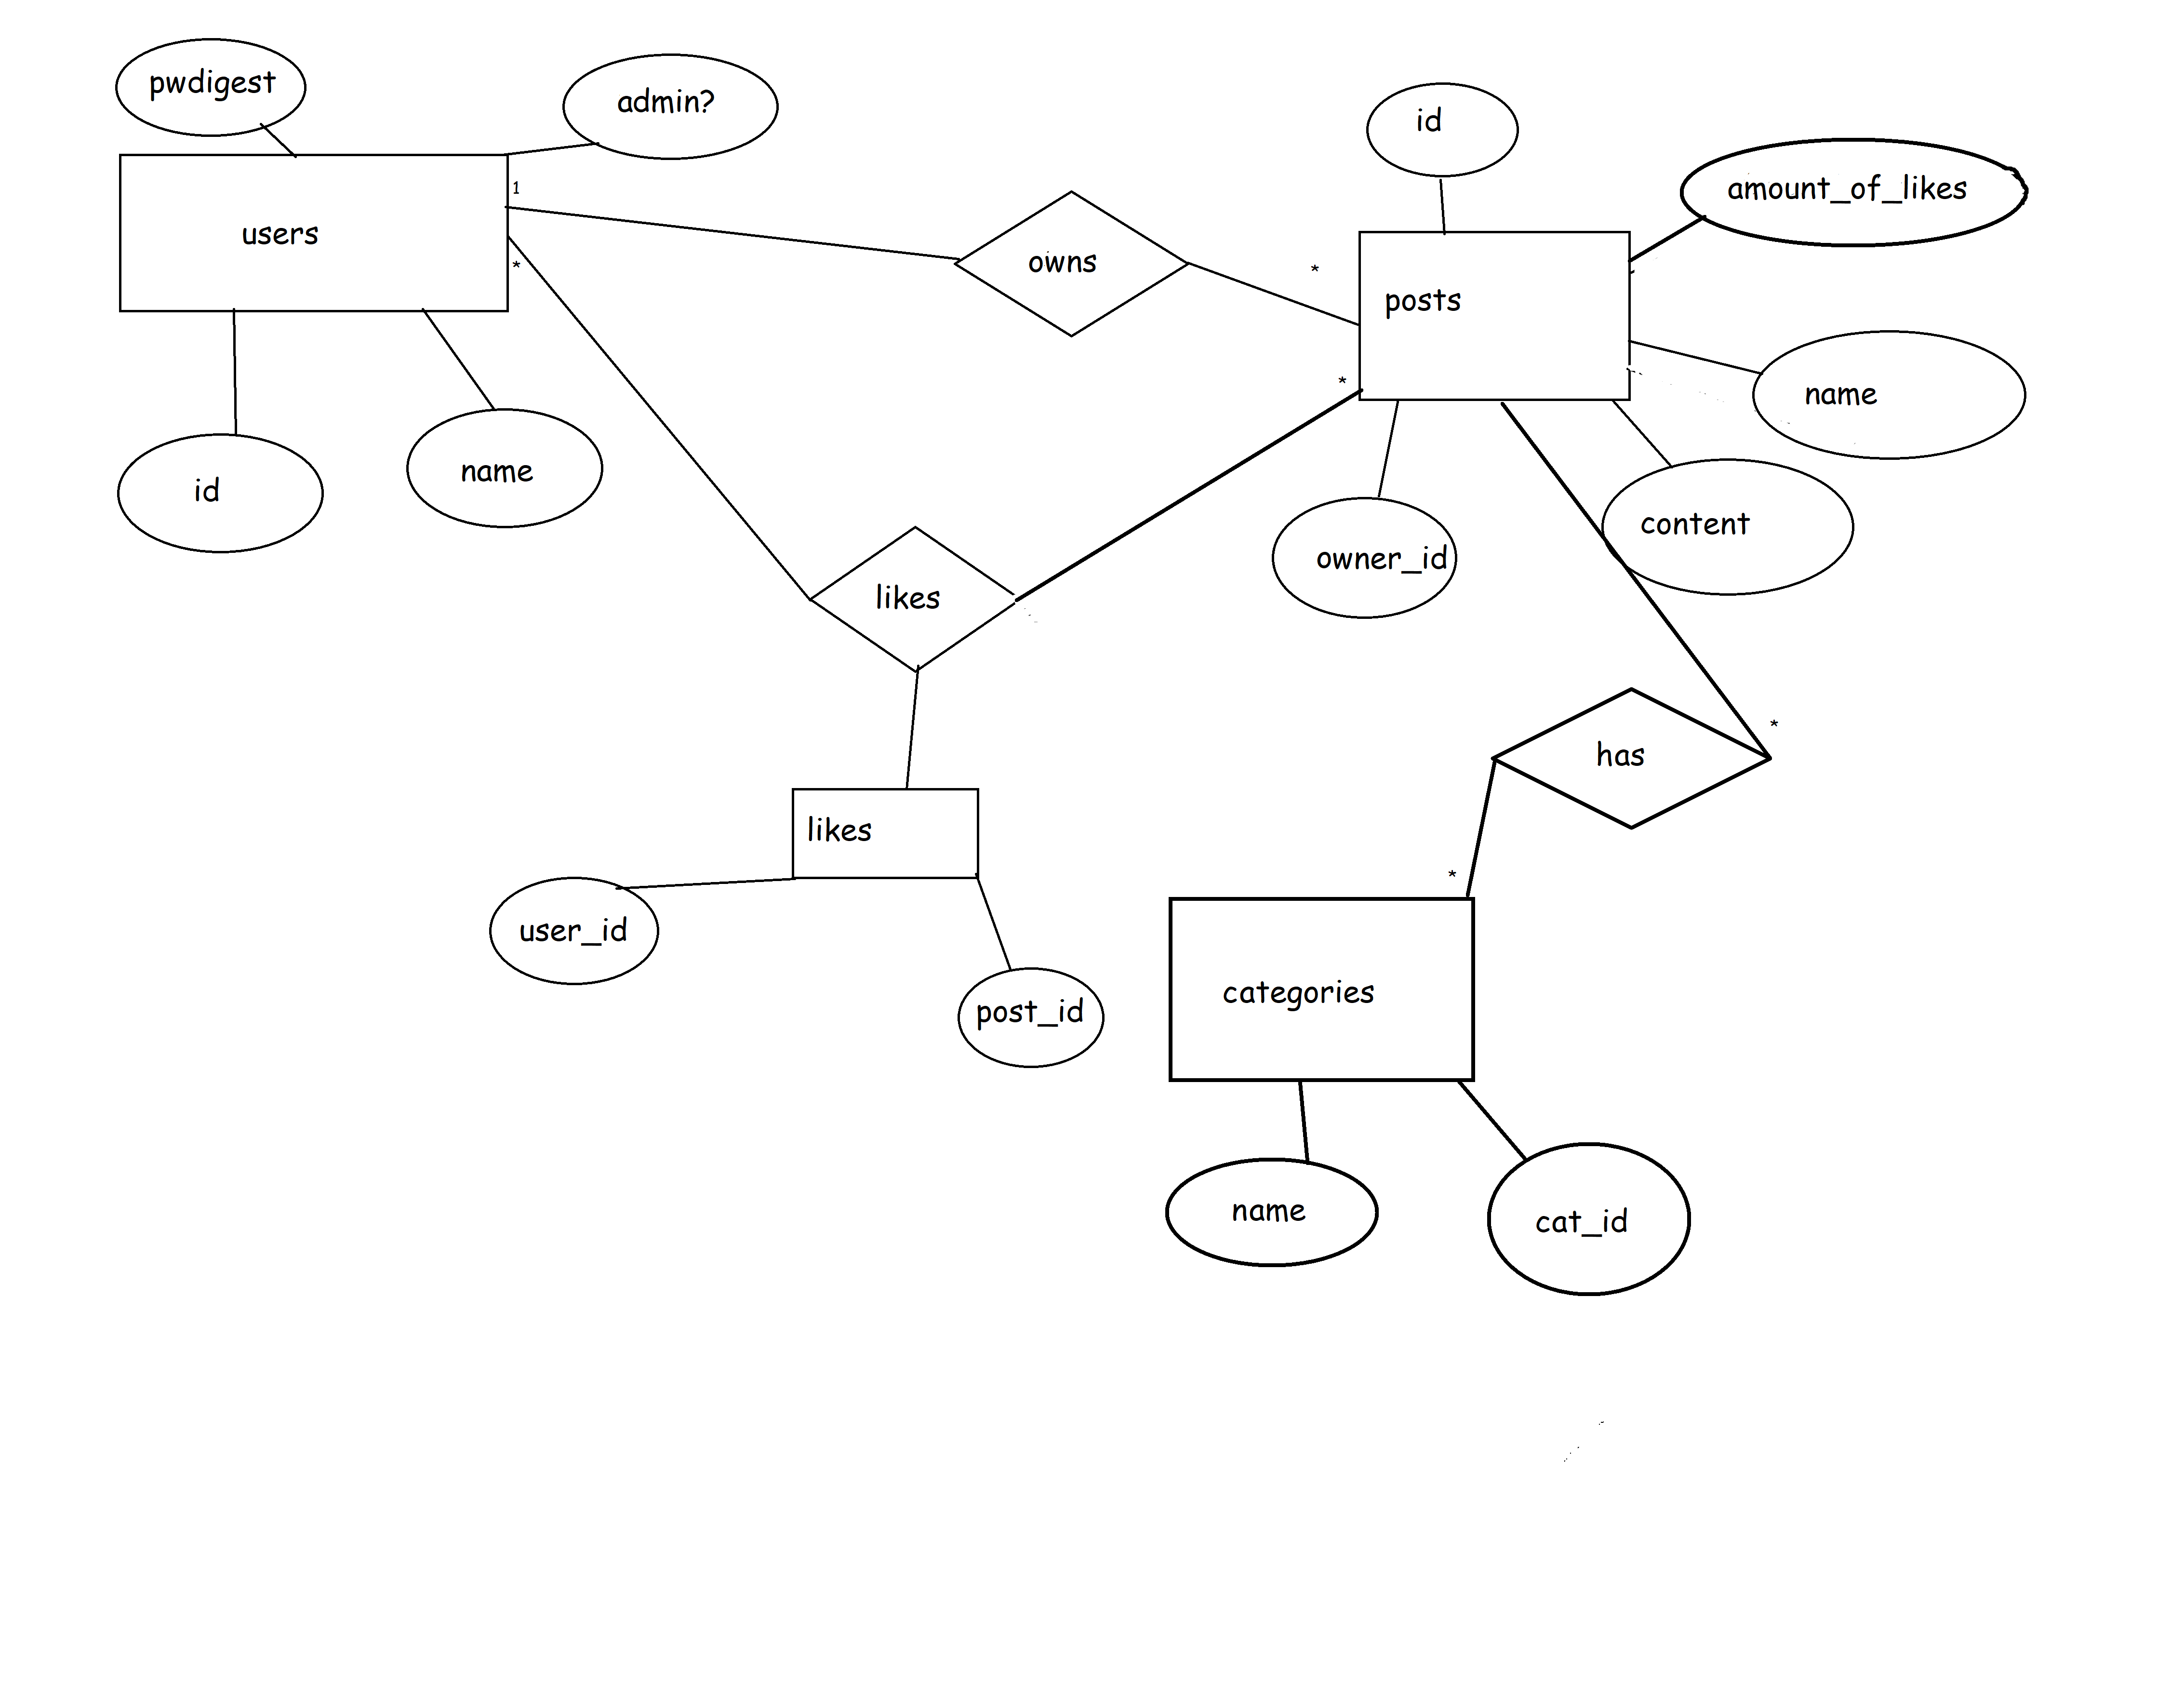 pwdigest
admin?
id
amount_of_likes
1
users
*
owns
*
posts
*
name
id
name
content
owner_id
likes
*
has
likes
*
user_id
post_id
categories
name
cat_id